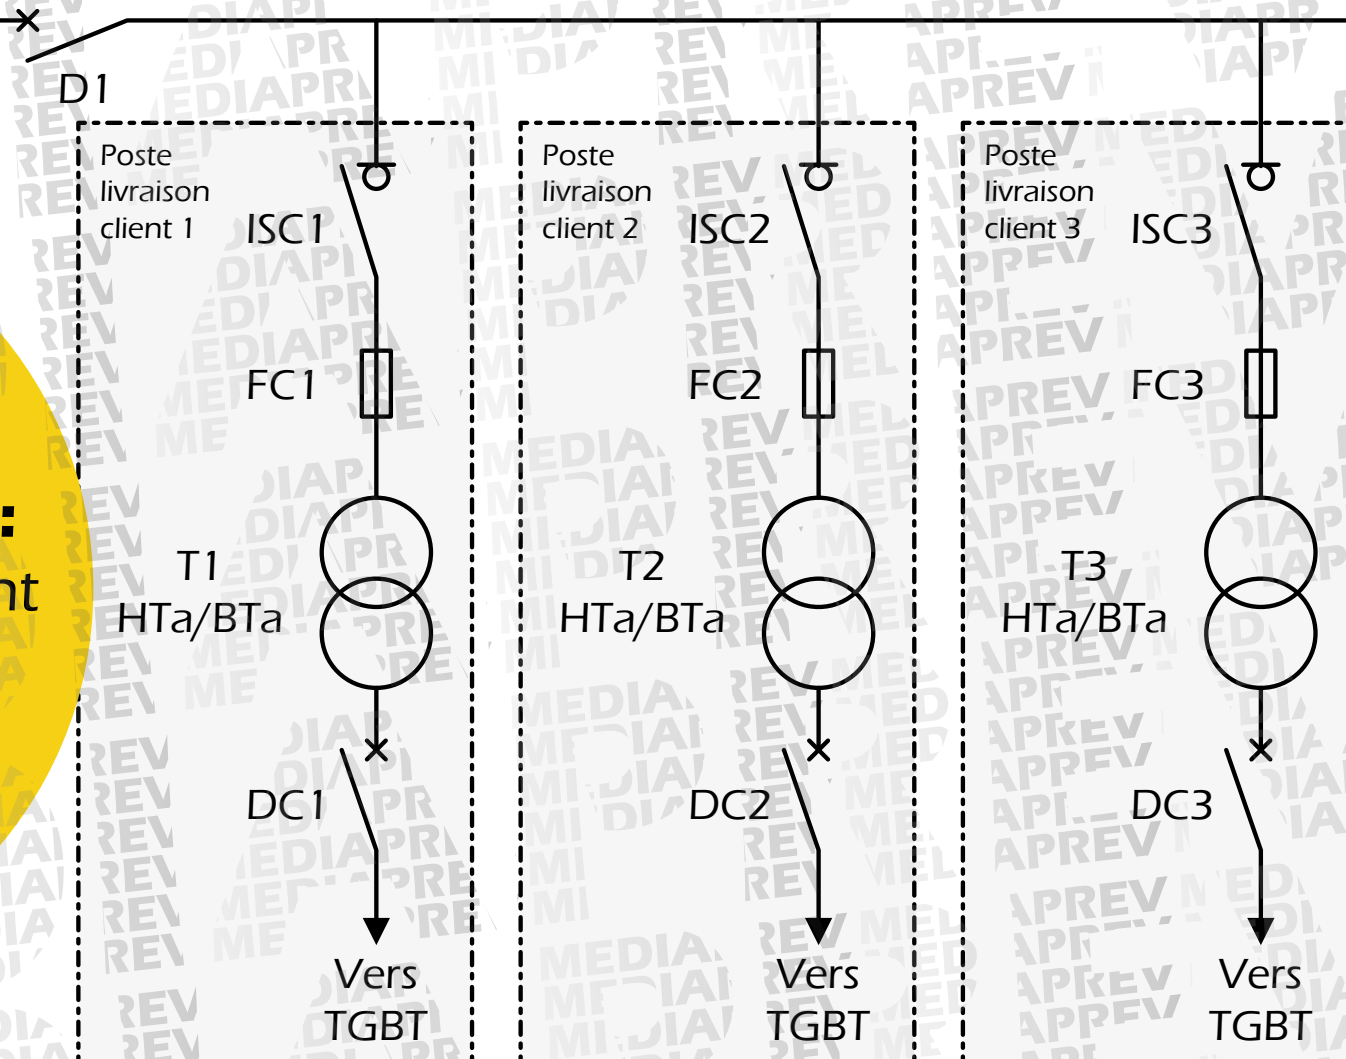 D1
Poste
livraison
client 1
ISC1
FC1
T1
HTa/BTa
DC1
Vers
TGBT
Poste
livraison
client 2
ISC2
FC2
T2
HTa/BTa
DC2
Vers
TGBT
Poste
livraison
client 3
ISC3
FC3
T3
HTa/BTa
DC3
Vers
TGBT